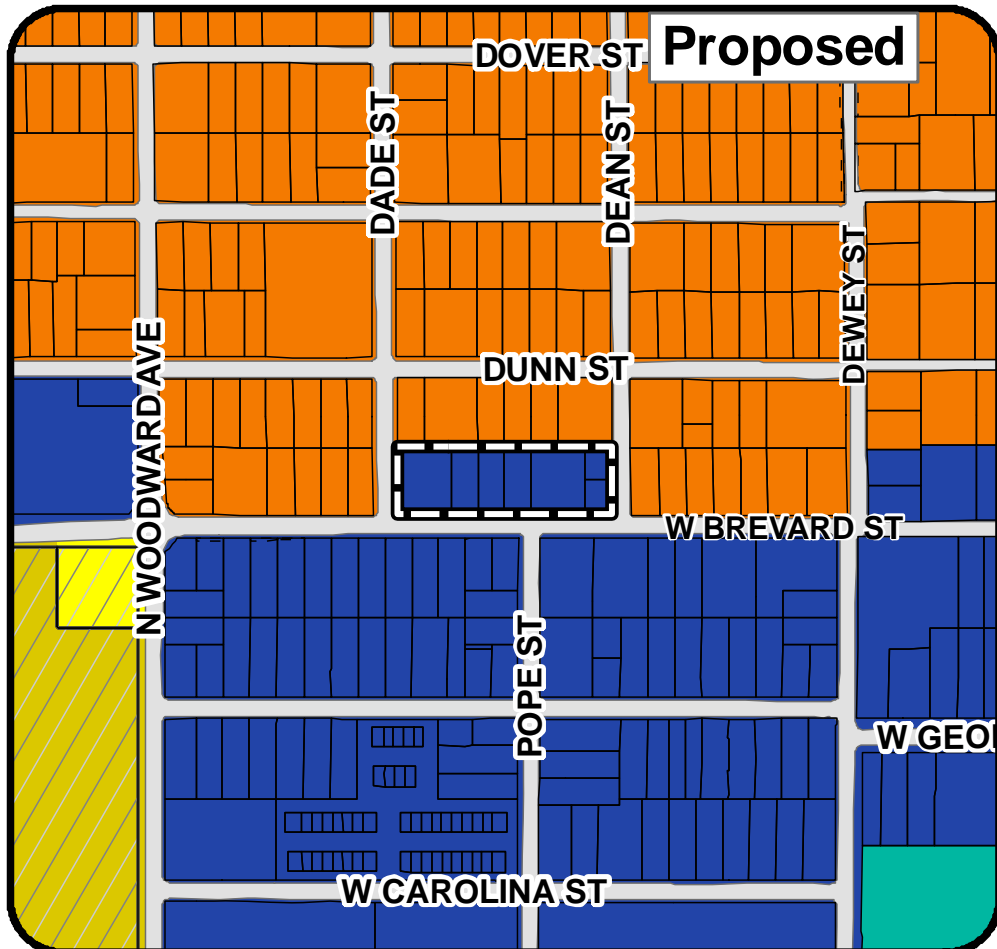 Proposed
DOVER ST
DADE ST
DEAN ST
DEWEY ST
N WOODWARD AVE
DUNN ST
W BREVARD ST
POPE ST
W GEOR
W CAROLINA ST